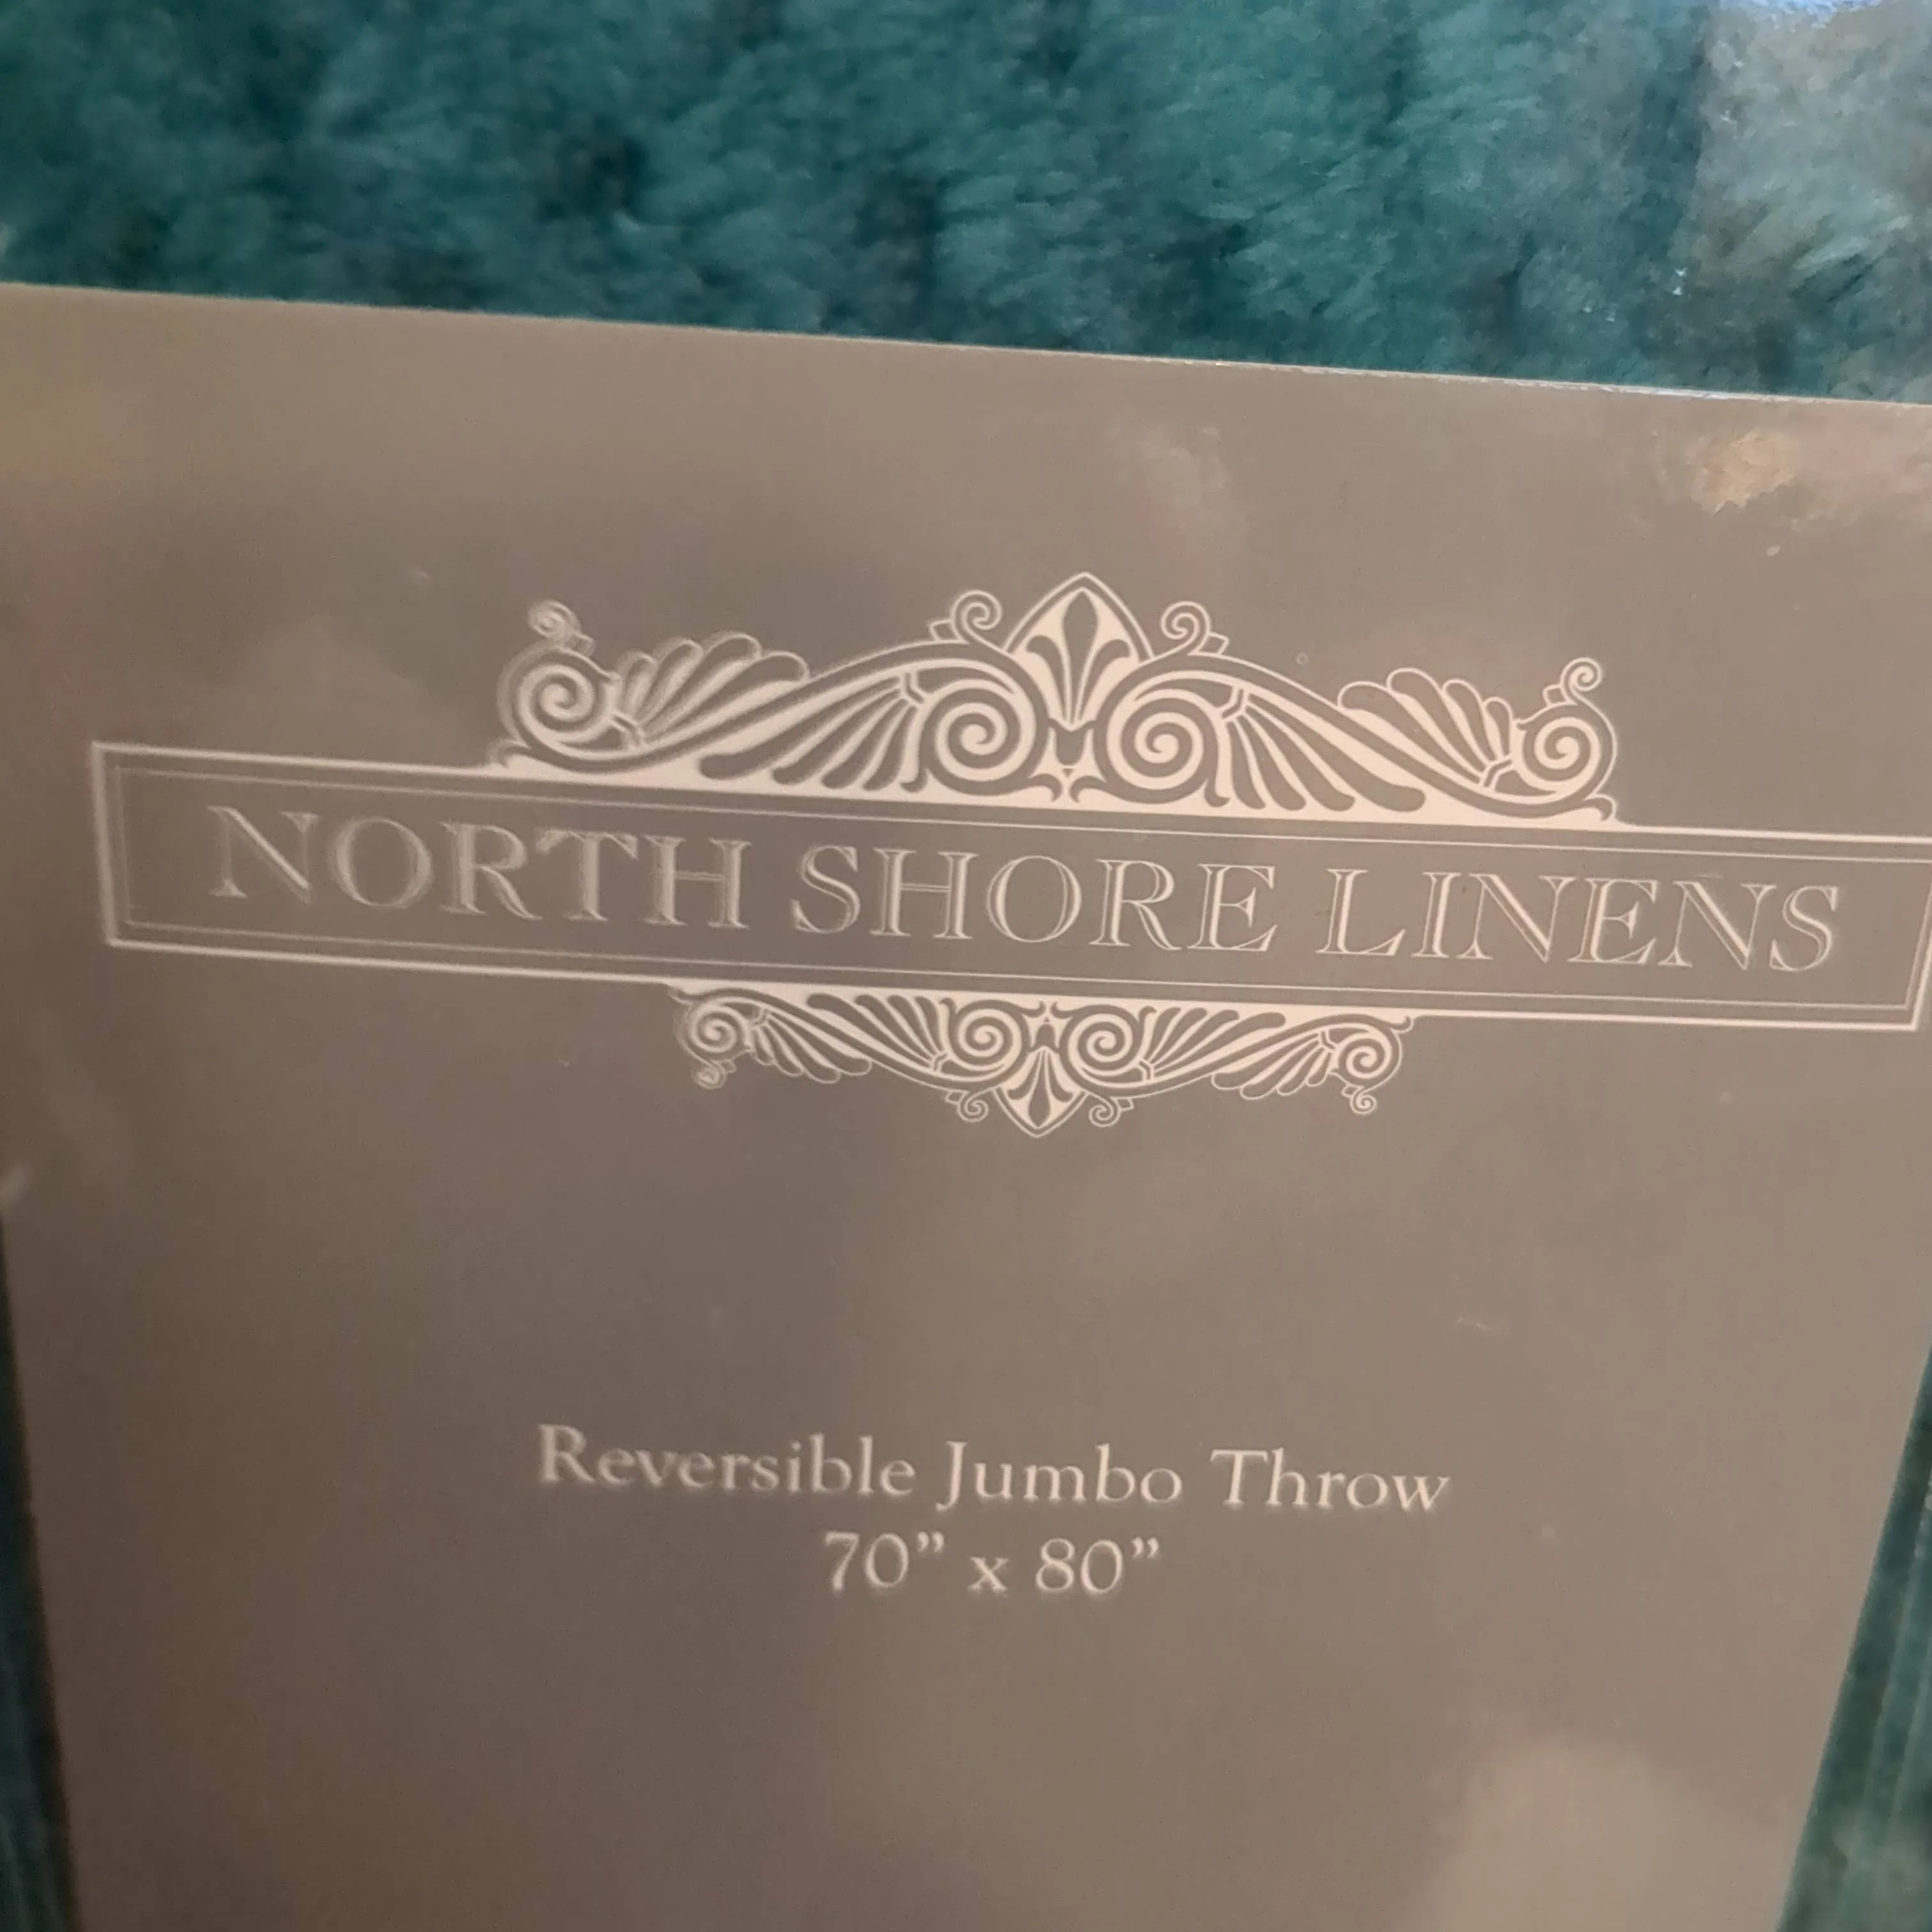 NORTH SHORE LINENS
Reversible Jumbo Throw
70” x 80”